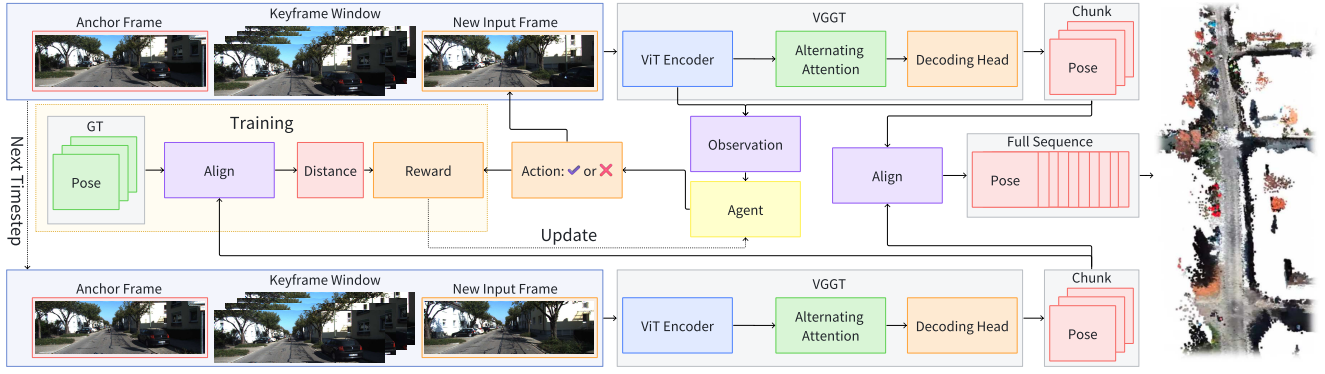 Keyframe Window
Anchor Frame
New Input Frame
VGGT
ViT Encoder
Alternating
Attention
Decoding Head
Chunk
Pose
Next Timestep
Training
GT
Pose
Align
Distance
Reward
Action: ✔ or ✖
Observation
Agent
Update
Align
Full Sequence
Pose
Keyframe Window
Anchor Frame
New Input Frame
VGGT
ViT Encoder
Alternating
Attention
Decoding Head
Chunk
Pose